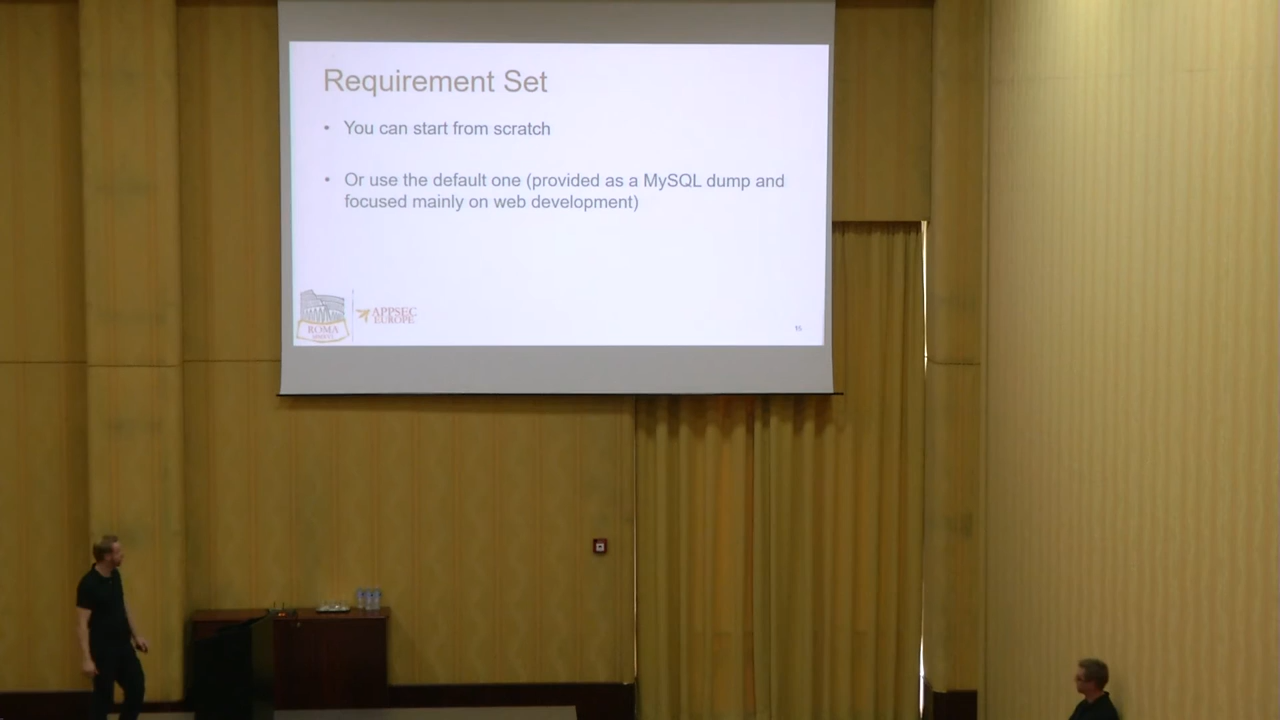 Requirement Set
• You can start from scratch
• Or use the default one (provided as a MySQL dump and
focused mainly on web development)
ROMA
APPSEC
EUROPE
15